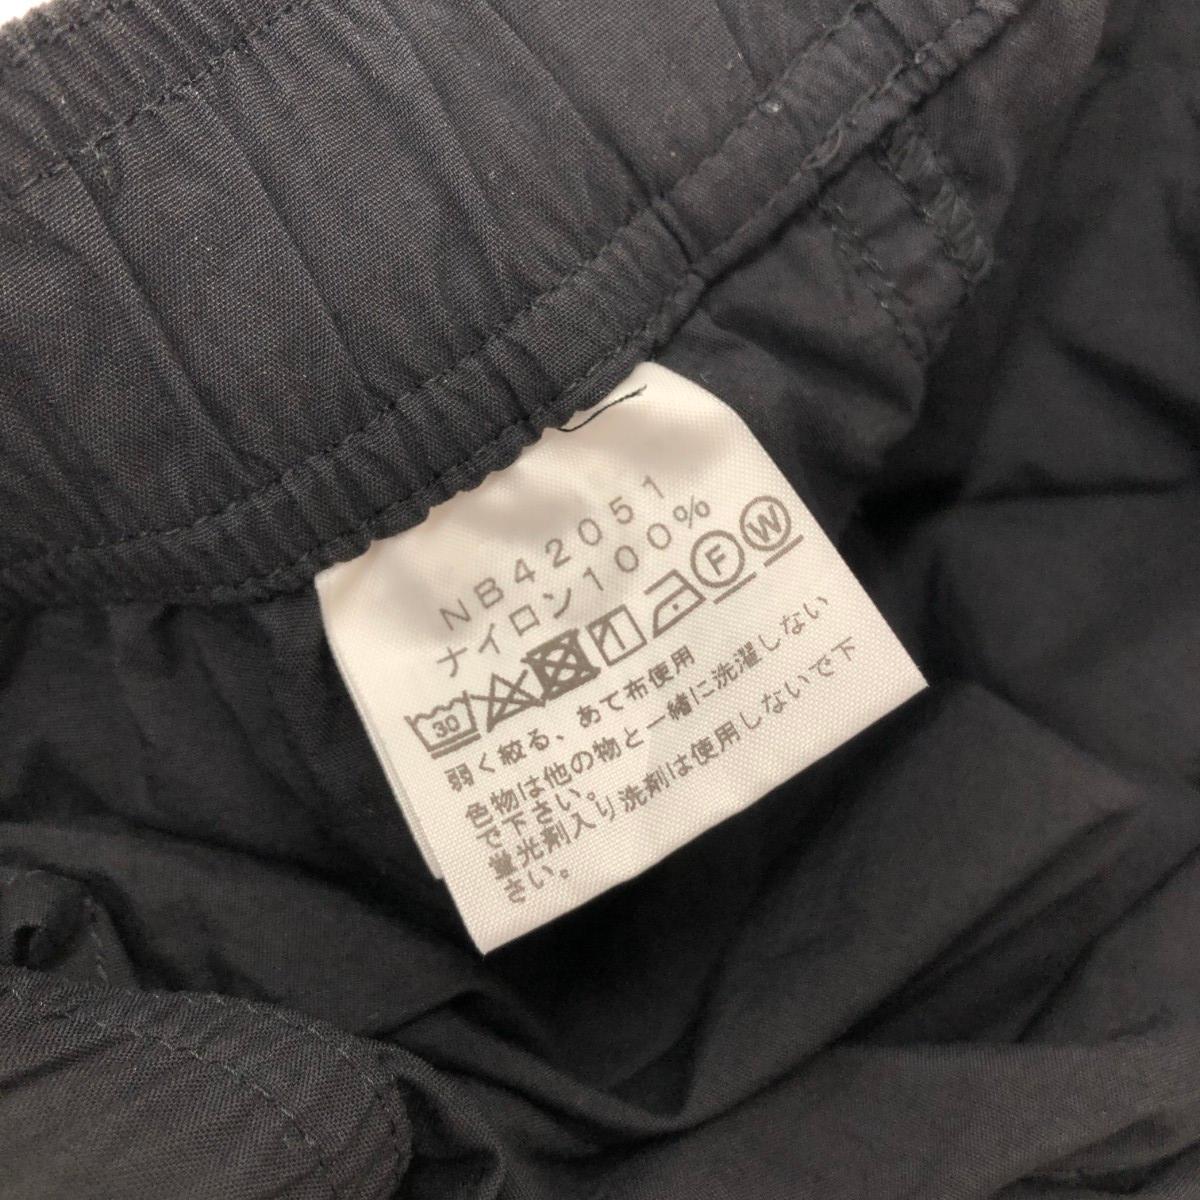 NB42051
ナイロン100%
30 F W
弱く絞る、あて布使用
色物は他の物と一緒に洗濯しない
で下さい。
蛍光剤入り洗剤は使用しないで下
さい。